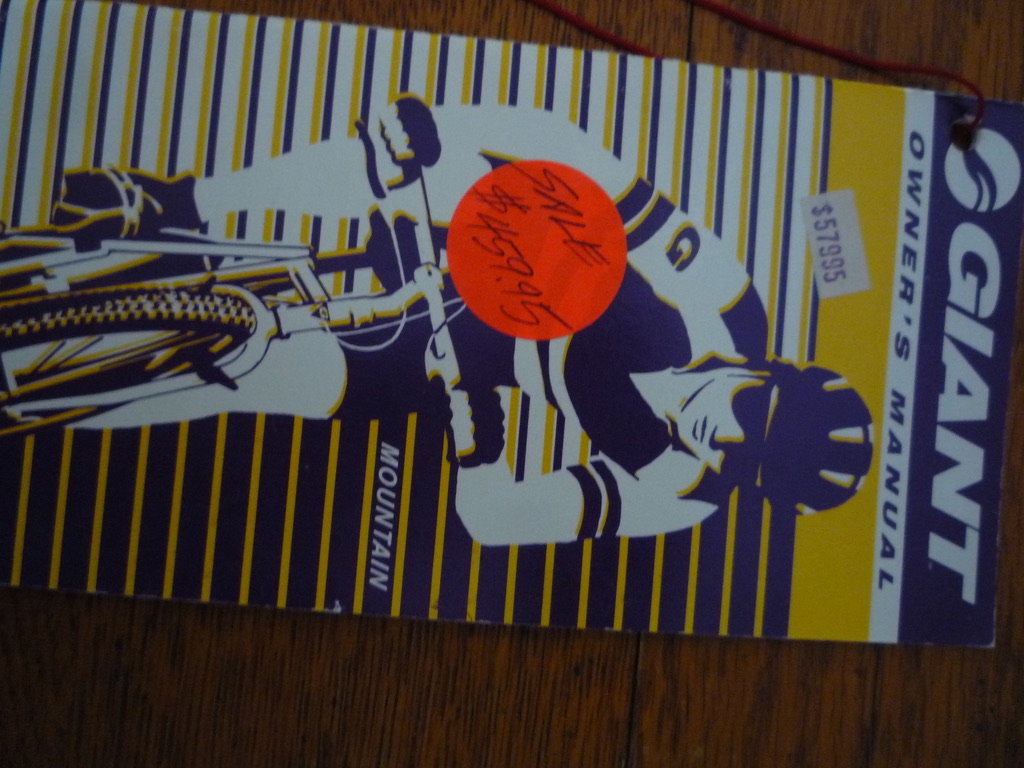 GIANT
OWNER'S MANUAL
$57995
G
SALE
$459.95
MOUNTAIN